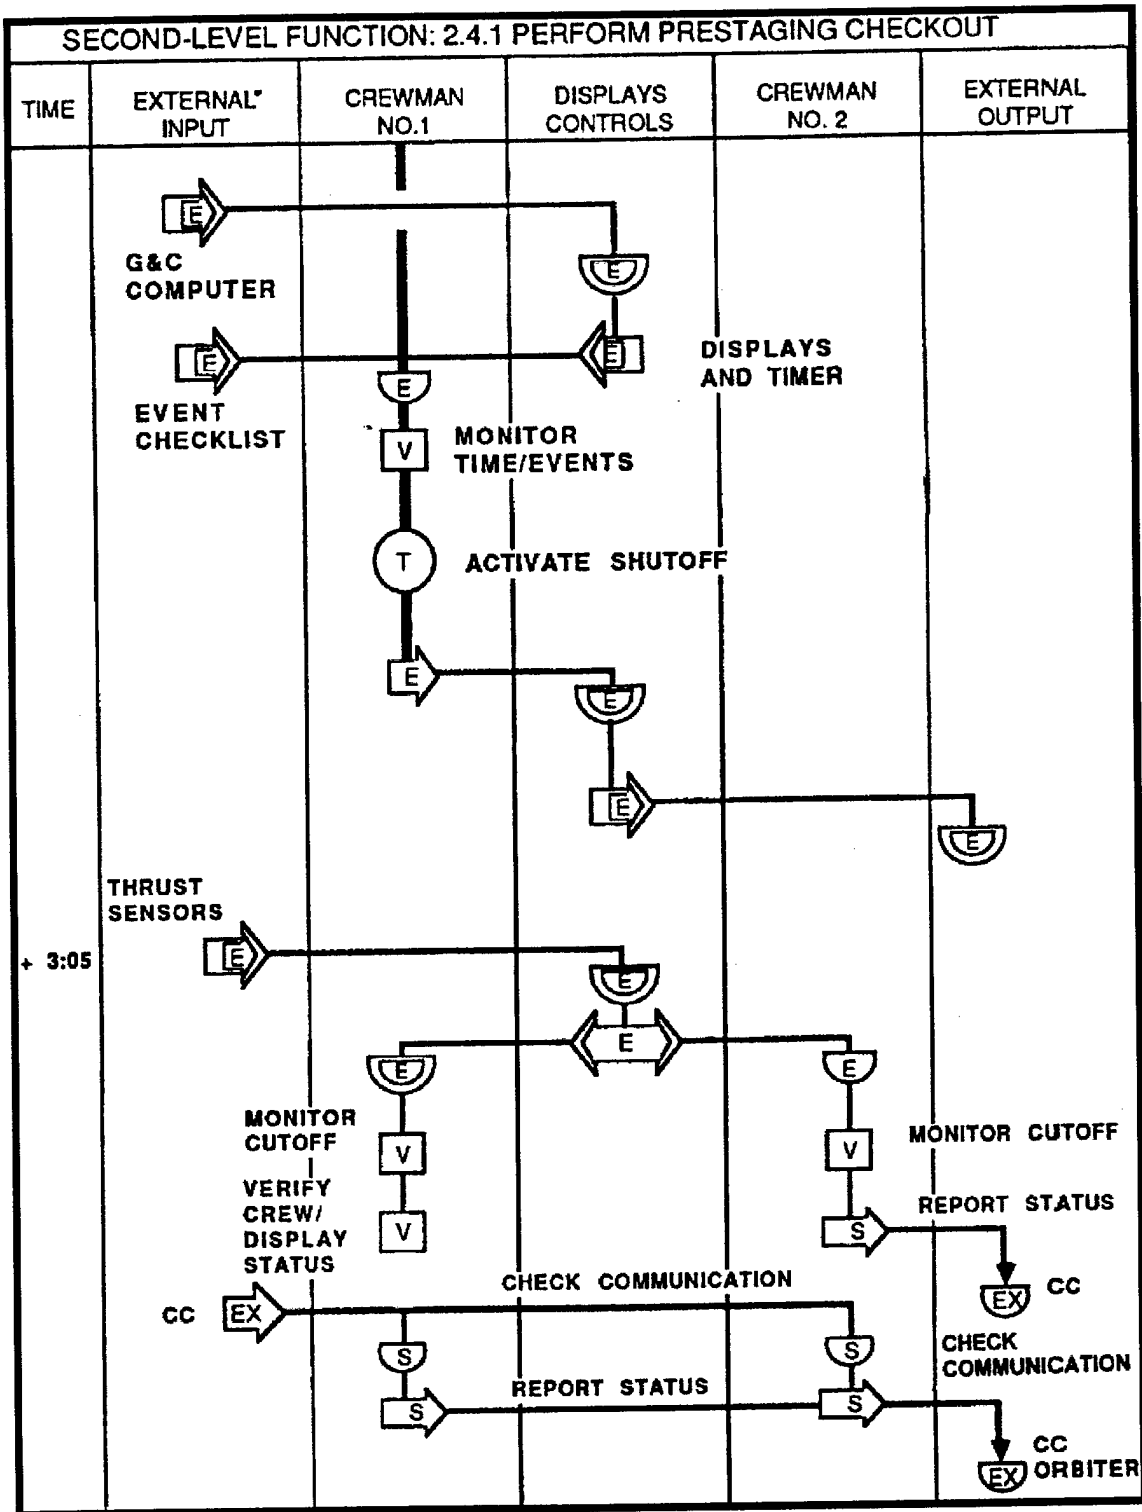 SECOND-LEVEL FUNCTION: 2.4.1 PERFORM PRESTAGING CHECKOUT
TIME
EXTERNAL*
INPUT
CREWMAN
NO.1
DISPLAYS
CONTROLS
CREWMAN
NO. 2
EXTERNAL
OUTPUT
E
G&C
COMPUTER
E
E
EVENT
CHECKLIST
E
DISPLAYS
AND TIMER
E
V
MONITOR
TIME/EVENTS
T
ACTIVATE SHUTOFF
E
E
E
E
THRUST
SENSORS
+ 3:05
E
E
E
E
E
MONITOR
CUTOFF
V
V
MONITOR CUTOFF
VERIFY
CREW/
DISPLAY
STATUS
V
S
REPORT STATUS
EX
CC
CC
EX
CHECK COMMUNICATION
S
S
CHECK
COMMUNICATION
S
REPORT STATUS
S
EX
CC
ORBITER